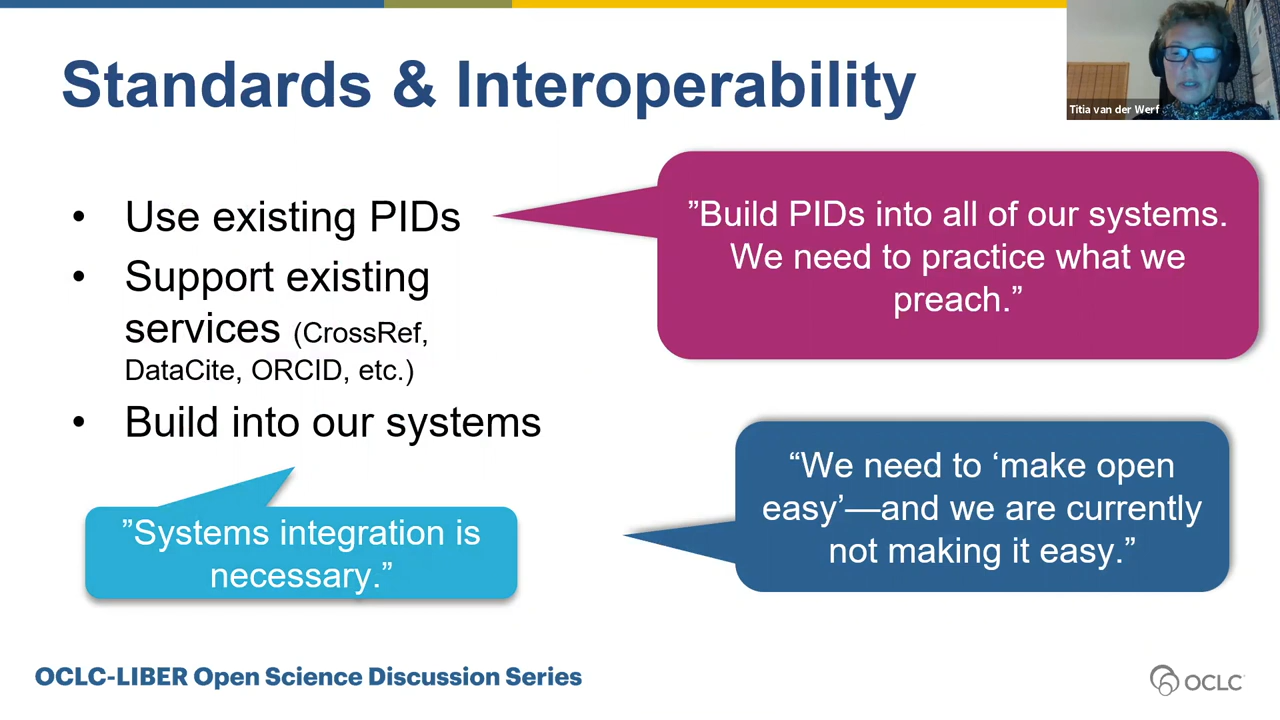 Standards & Interoperability
Titia van der Werf
• Use existing PIDs
• Support existing
services (CrossRef,
DataCite, ORCID, etc.)
• Build into our systems
”Build PIDs into all of our systems.
We need to practice what we
preach.”
“We need to ‘make open
easy’—and we are currently
not making it easy.”
”Systems integration is
necessary.”
OCLC-LIBER Open Science Discussion Series
OCLC